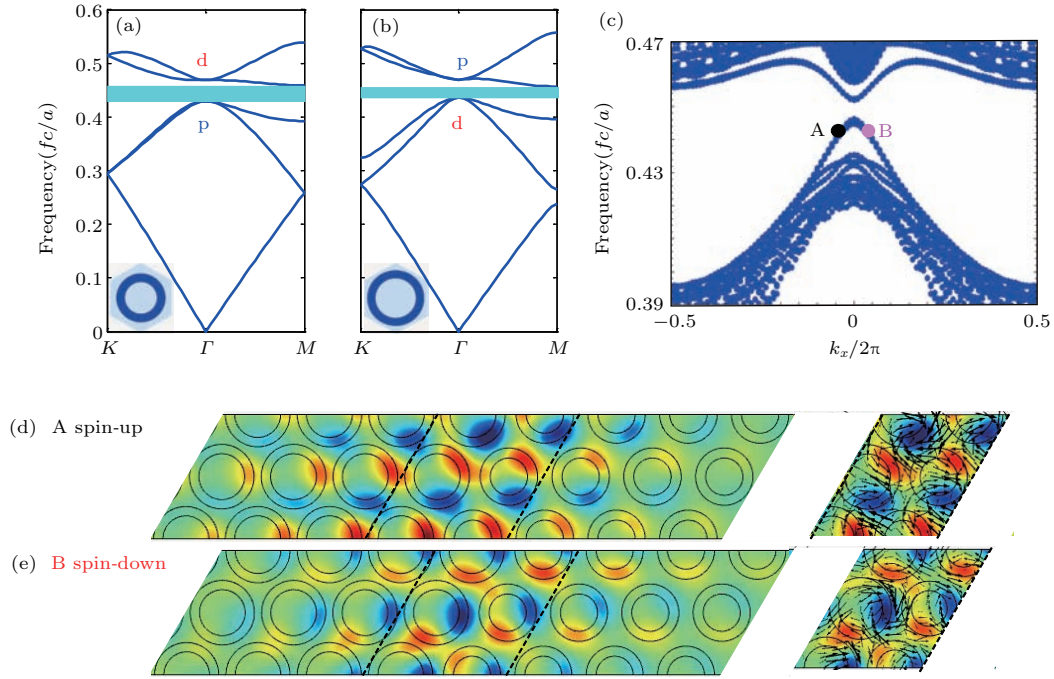 (a)
(b)
(c)
Frequency(fc/a)
0.6
0.5
0.4
0.3
0.2
0.1
0
d
p
K
Γ
M
p
d
K
Γ
M
Frequency(fc/a)
0.47
0.43
0.39
A
B
−0.5
0
0.5
kₓ/2π
(d) A spin-up
(e) B spin-down